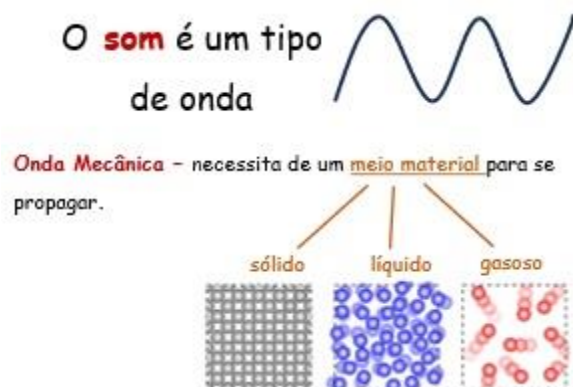 O som é um tipo
de onda
Onda Mecânica – necessita de um meio material para se
propagar.
sólido líquido gasoso